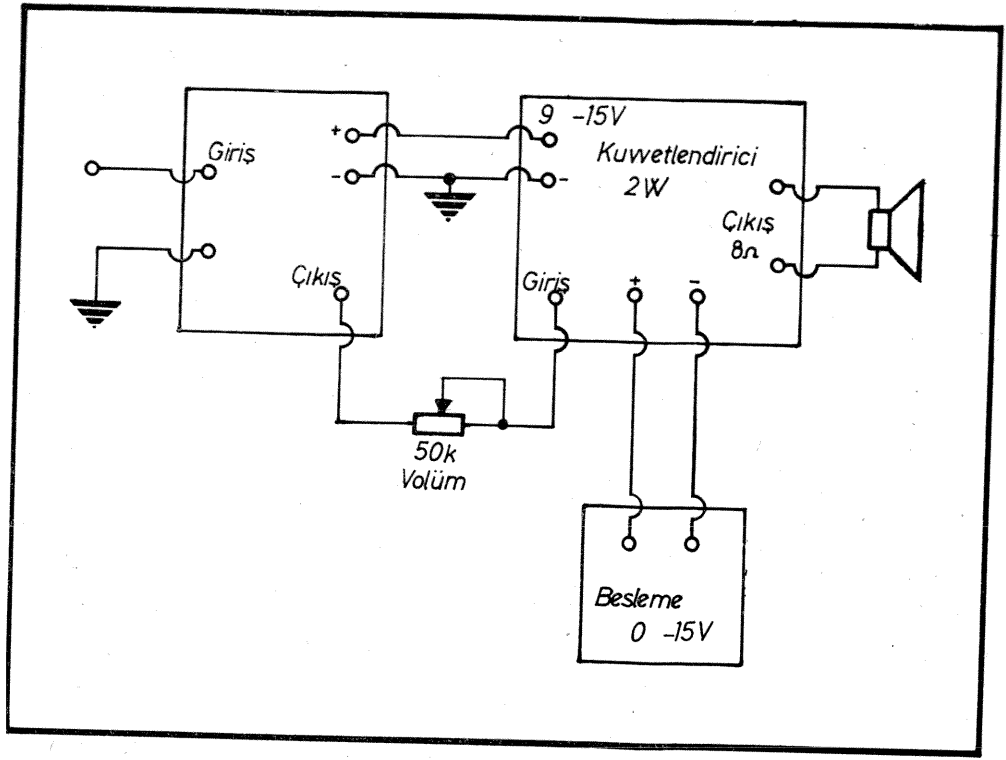 Giriş
+
-
Çıkış
9 -15V
-
Kuvvetlendirici
2W
Çıkış
8Ω
Giriş
+
-
50k
Volüm
Besleme
0 -15V